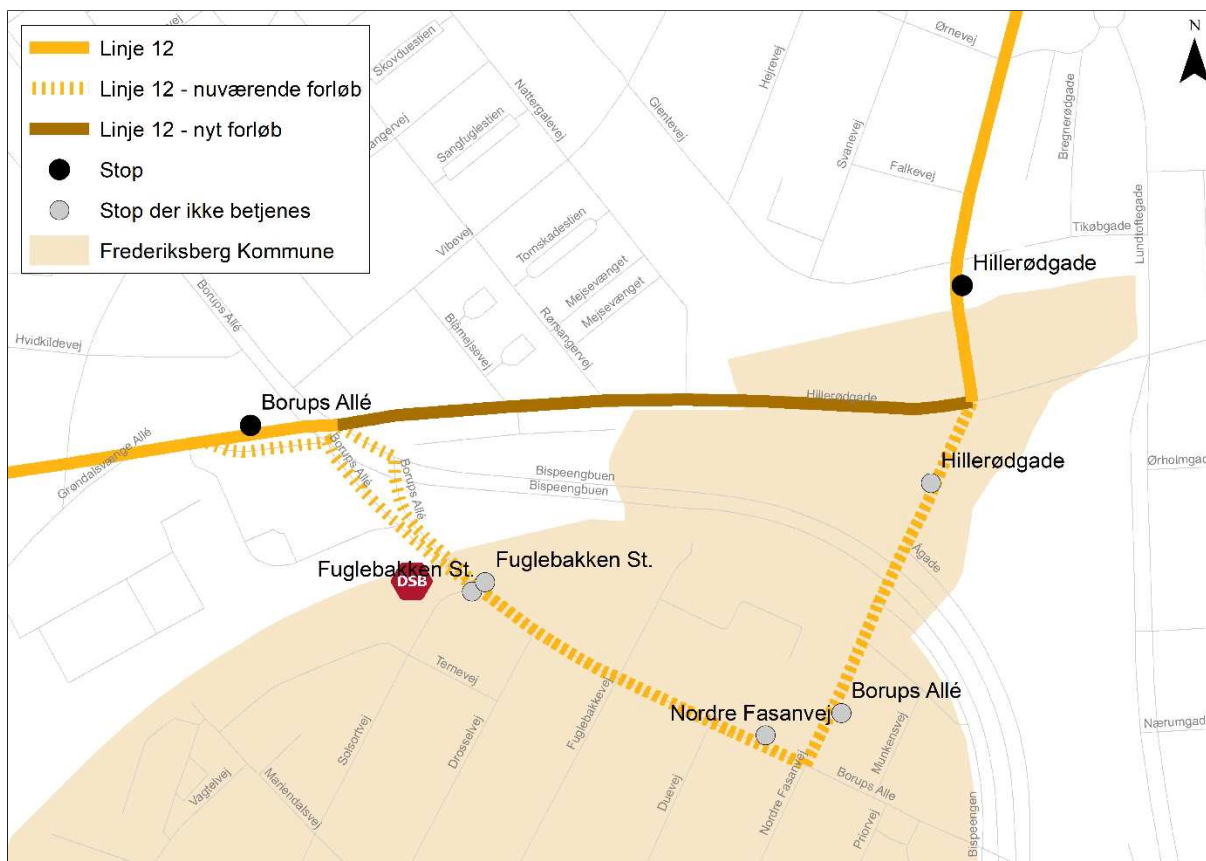 Linje 12
Linje 12 - nuværende forløb
Linje 12 - nyt forløb
Stop
Stop der ikke betjenes
Frederiksberg Kommune
N
Ørnevej
Skovduestien
Nattergalevej
Hejrevej
Glentevej
Svanevej
Bregnerødgade
Sangfuglestien
Falkevej
Lundtoftegade
Tikøbgade
Vibevej
Tornskadestien
Mejsevænget
Mejsevænget
Hillerødgade
Borups Allé
Blåmejsevej
Rørsangervej
Hvidkildevej
Borups Allé
Hillerødgade
Grøndalsvænge Allé
Borups Allé
Borups Allé
Bispeengbuen
Bispeengbuen
Hillerødgade
Ørholmgad
Ågade
Fuglebakken St.
Fuglebakken St.
DSB
Ternevej
Solsortvej
Drosselvej
Fuglebakkevej
Borups Allé
Nordre Fasanvej
Munkensvej
Nærumgad
Vagtelvej
Mariendalsvej
Duevej
Nordre Fasanvej
Borups Alle
Priorvej
Bispeengen